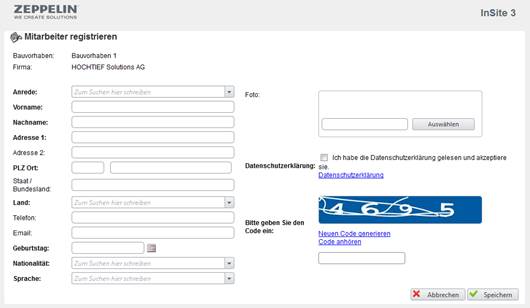 ZEPPELIN
WE CREATE SOLUTIONS
InSite 3
Mitarbeiter registrieren
Bauvorhaben: Bauvorhaben 1
Firma: HOCHTIEF Solutions AG
Anrede: Zum Suchen hier schreiben
Vorname:
Nachname:
Adresse 1:
Adresse 2:
PLZ Ort:
Staat /
Bundesland:
Land: Zum Suchen hier schreiben
Telefon:
Email:
Geburtstag:
Nationalität: Zum Suchen hier schreiben
Sprache: Zum Suchen hier schreiben
Foto:
Auswählen
Datenschutzerklärung: Ich habe die Datenschutzerklärung gelesen und akzeptiere
sie.
Datenschutzerklärung
Bitte geben Sie den
Code ein:
4695
Neuen Code generieren
Code anhören
Abbrechen
Speichern